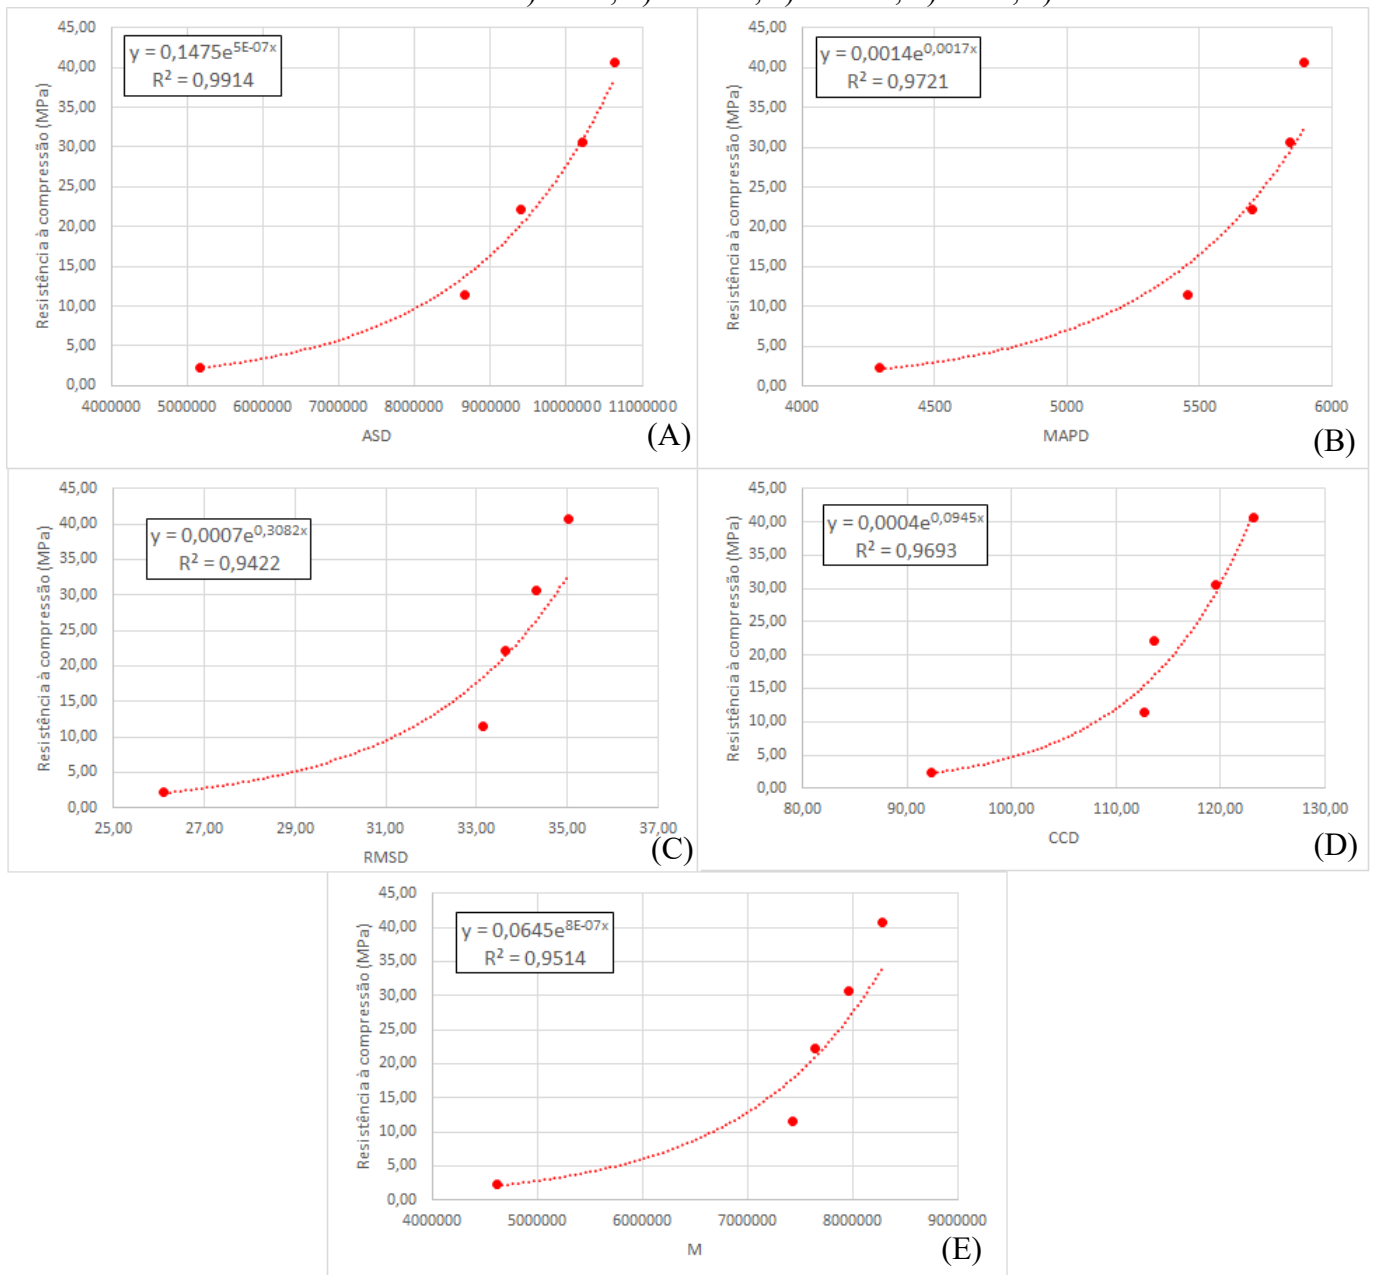 45,00
40,00
35,00
30,00
25,00
20,00
15,00
10,00
5,00
0,00
Resistência à compressão (MPa)
y = 0,1475e^5E-07x
R² = 0,9914
4000000 5000000 6000000 7000000 8000000 9000000 10000000 11000000
ASD
(A)
45,00
40,00
35,00
30,00
25,00
20,00
15,00
10,00
5,00
0,00
Resistência à compressão (MPa)
y = 0,0014e^0,0017x
R² = 0,9721
4000 4500 5000 5500 6000
MAPD
(B)
45,00
40,00
35,00
30,00
25,00
20,00
15,00
10,00
5,00
0,00
Resistência à compressão (MPa)
y = 0,0007e^0,3082x
R² = 0,9422
25,00 27,00 29,00 31,00 33,00 35,00 37,00
RMSD
(C)
45,00
40,00
35,00
30,00
25,00
20,00
15,00
10,00
5,00
0,00
Resistência à compressão (MPa)
y = 0,0004e^0,0945x
R² = 0,9693
80,00 90,00 100,00 110,00 120,00 130,00
CCD
(D)
45,00
40,00
35,00
30,00
25,00
20,00
15,00
10,00
5,00
0,00
Resistência à compressão (MPa)
y = 0,0645e^8E-07x
R² = 0,9514
4000000 5000000 6000000 7000000 8000000 9000000
M
(E)